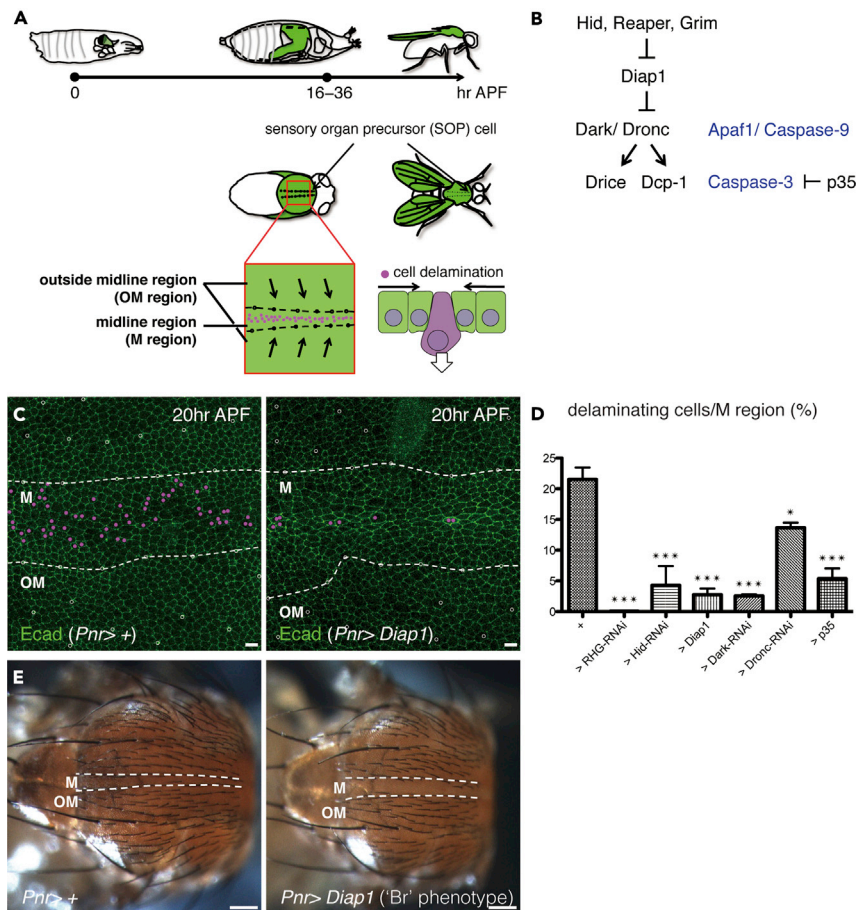 A
0
16–36
hr APF
sensory organ precursor (SOP) cell
outside midline region
(OM region)
midline region
(M region)
cell delamination
B
Hid, Reaper, Grim
Diap1
Dark/ Dronc
Apaf1/ Caspase-9
Drice
Dcp-1
Caspase-3
p35
C
20hr APF
M
OM
Ecad (Pnr> +)
20hr APF
M
OM
Ecad (Pnr> Diap1)
D
delaminating cells/M region (%)
25
20
15
10
5
0
***
***
***
***
*
***
+
> RHG-RNAi
> Hid-RNAi
> Diap1
> Dark-RNAi
> Dronc-RNAi
> p35
E
M
OM
Pnr> +
M
OM
Pnr> Diap1 ('Br' phenotype)